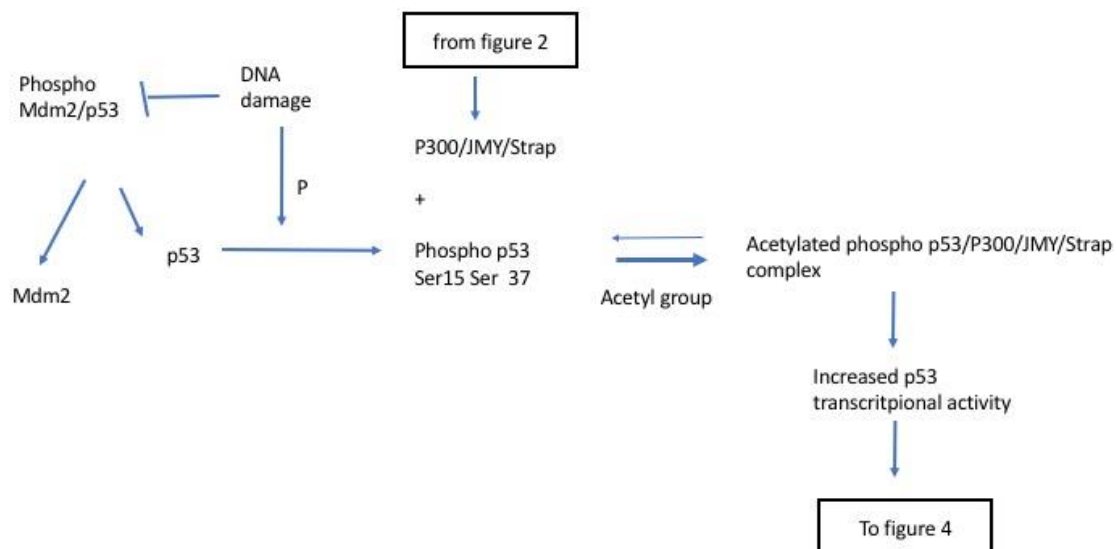 from figure 2
Phospho
Mdm2/p53
DNA
damage
P300/JMY/Strap
P
+
p53
Phospho p53
Ser15 Ser  37
Acetylated phospho p53/P300/JMY/Strap
complex
Mdm2
Acetyl group
Increased p53
transcritpional activity
To figure 4